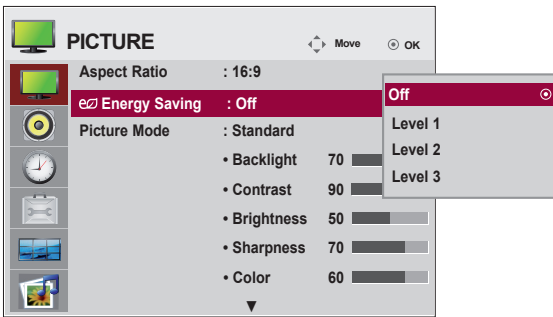 PICTURE Move OK
Aspect Ratio : 16:9
Energy Saving : Off
Picture Mode : Standard
• Backlight 70
• Contrast 90
• Brightness 50
• Sharpness 70
• Color 60
▼
Off
Level 1
Level 2
Level 3